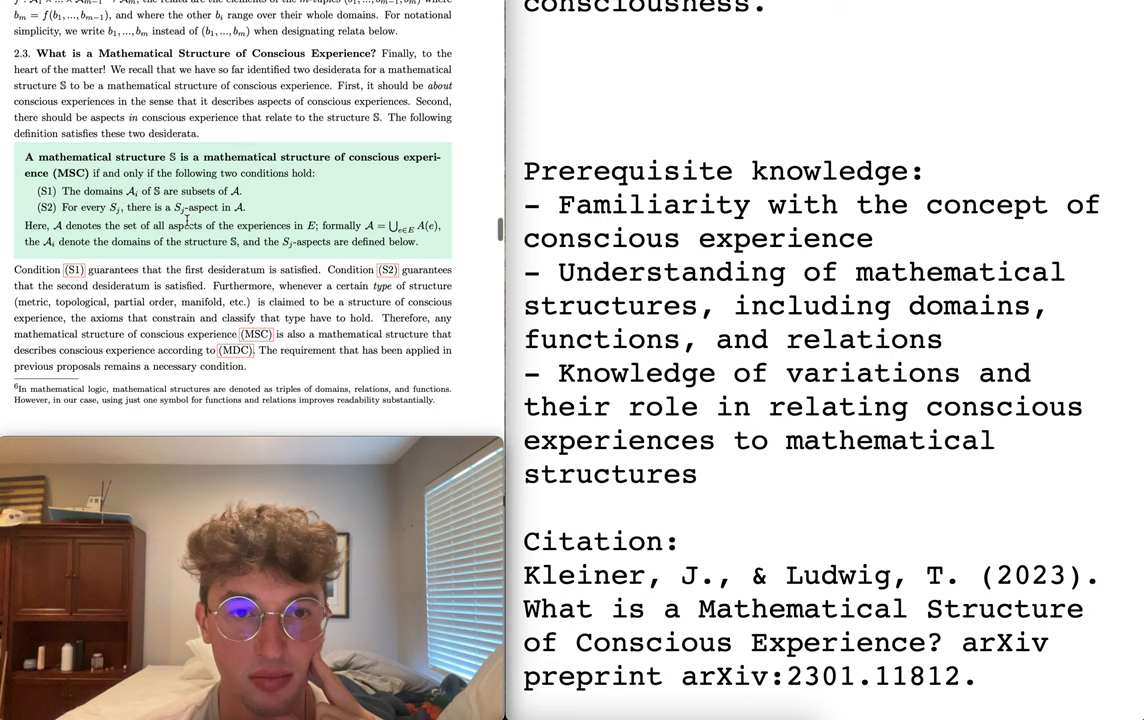 b_m = f(b_1, ..., b_{m−1}), and where the other b_i range over their whole domains. For notational
simplicity, we write b_1, ..., b_m instead of (b_1, ..., b_m) when designating relata below.
2.3. What is a Mathematical Structure of Conscious Experience? Finally, to the
heart of the matter! We recall that we have so far identified two desiderata for a mathematical
structure 𝕊 to be a mathematical structure of conscious experience. First, it should be about
conscious experiences in the sense that it describes aspects of conscious experiences. Second,
there should be aspects in conscious experience that relate to the structure 𝕊. The following
definition satisfies these two desiderata.
A mathematical structure 𝕊 is a mathematical structure of conscious experi-
ence (MSC) if and only if the following two conditions hold:
(S1) The domains 𝒜_i of 𝕊 are subsets of 𝒜.
(S2) For every S_j, there is a S_j-aspect in 𝒜.
Here, 𝒜 denotes the set of all aspects of the experiences in E; formally 𝒜 = ⋃_{e∈E} A(e),
the 𝒜_i denote the domains of the structure 𝕊, and the S_j-aspects are defined below.
Condition (S1) guarantees that the first desideratum is satisfied. Condition (S2) guarantees
that the second desideratum is satisfied. Furthermore, whenever a certain type of structure
(metric, topological, partial order, manifold, etc.) is claimed to be a structure of conscious
experience, the axioms that constrain and classify that type have to hold. Therefore, any
mathematical structure of conscious experience (MSC) is also a mathematical structure that
describes conscious experience according to (MDC). The requirement that has been applied in
previous proposals remains a necessary condition.
6In mathematical logic, mathematical structures are denoted as triples of domains, relations, and functions.
However, in our case, using just one symbol for functions and relations improves readability substantially.
consciousness.
Prerequisite knowledge:
– Familiarity with the concept of
conscious experience
– Understanding of mathematical
structures, including domains,
functions, and relations
– Knowledge of variations and
their role in relating conscious
experiences to mathematical
structures
Citation:
Kleiner, J., & Ludwig, T. (2023).
What is a Mathematical Structure
of Conscious Experience? arXiv
preprint arXiv:2301.11812.